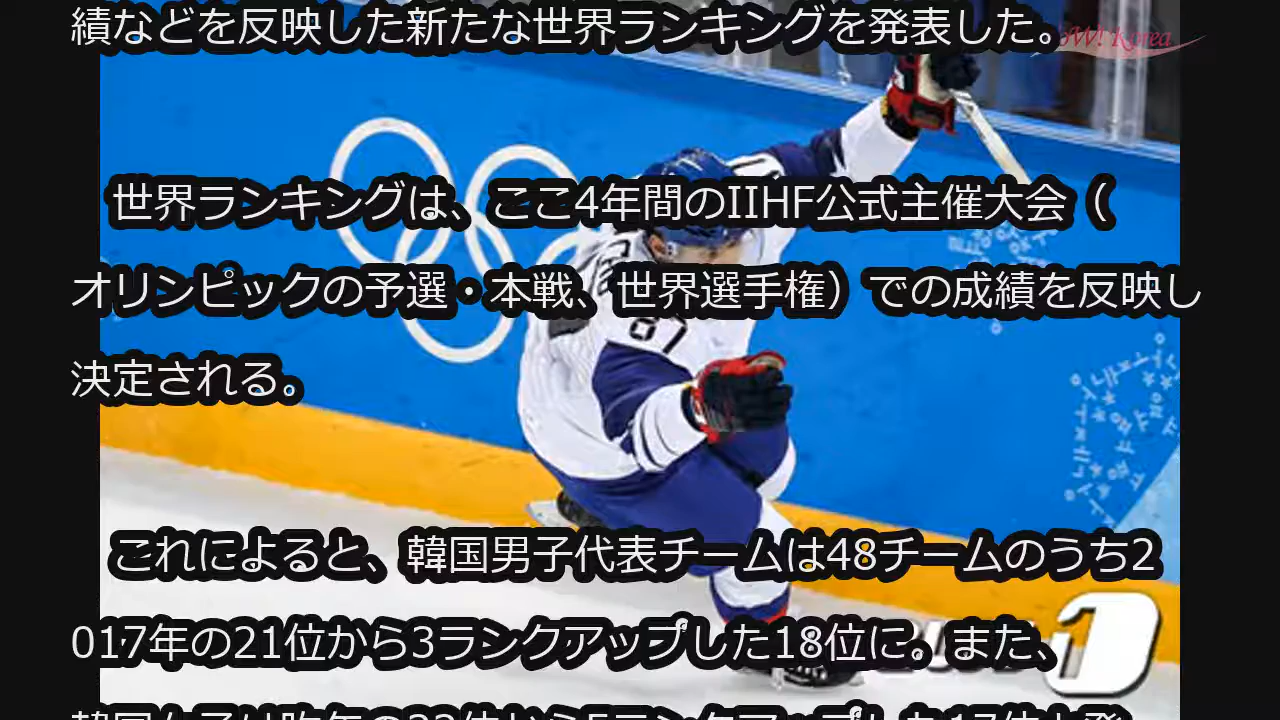 績などを反映した新たな世界ランキングを発表した。
OW! Korea
世界ランキングは、ここ4年間のIIHF公式主催大会（
オリンピックの予選・本戦、世界選手権）での成績を反映し
決定される。
87
これによると、韓国男子代表チームは48チームのうち2
017年の21位から3ランクアップした18位に。また、